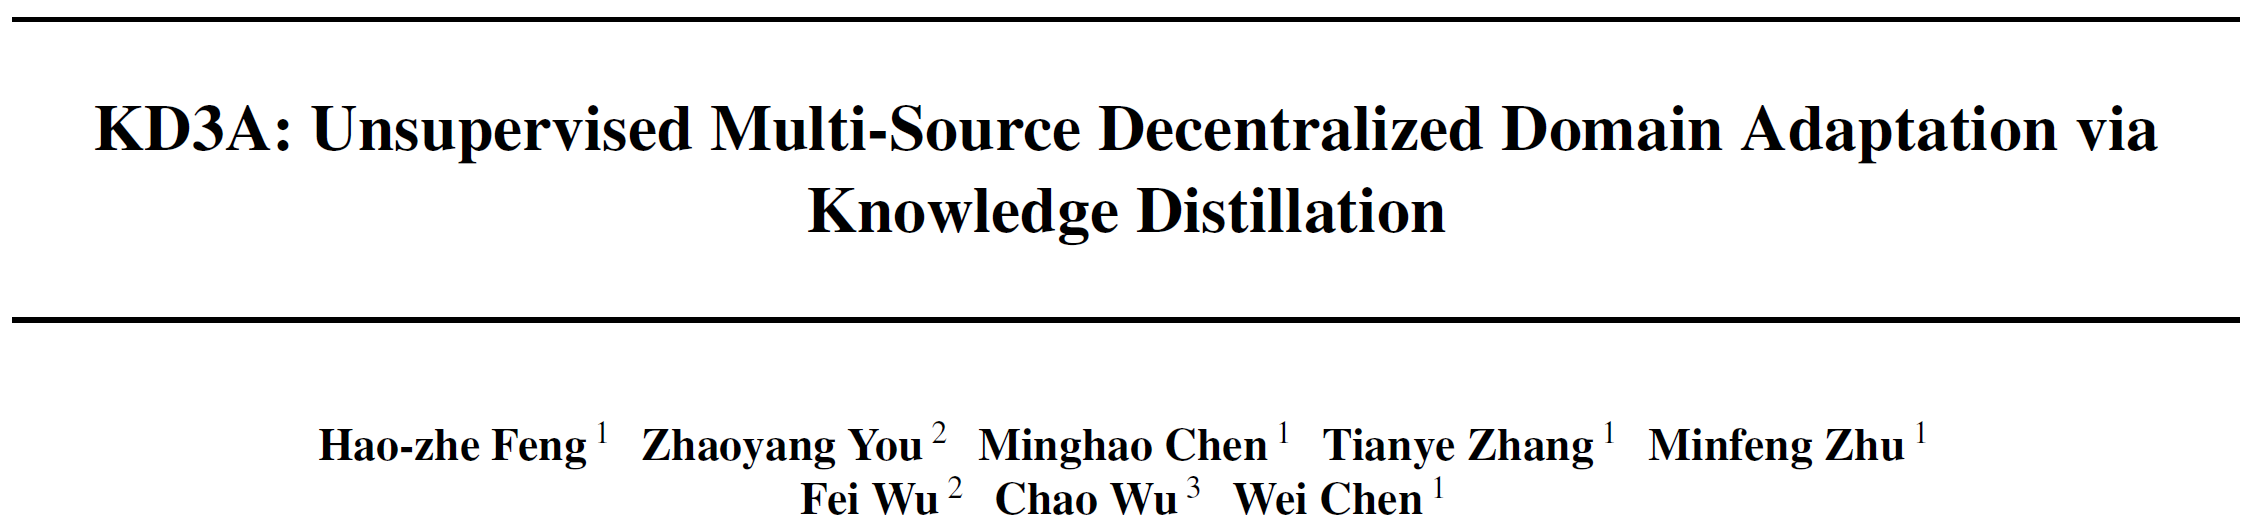 KD3A: Unsupervised Multi-Source Decentralized Domain Adaptation via
Knowledge Distillation
Hao-zhe Feng 1 Zhaoyang You 2 Minghao Chen 1 Tianye Zhang 1 Minfeng Zhu 1
Fei Wu 2 Chao Wu 3 Wei Chen 1